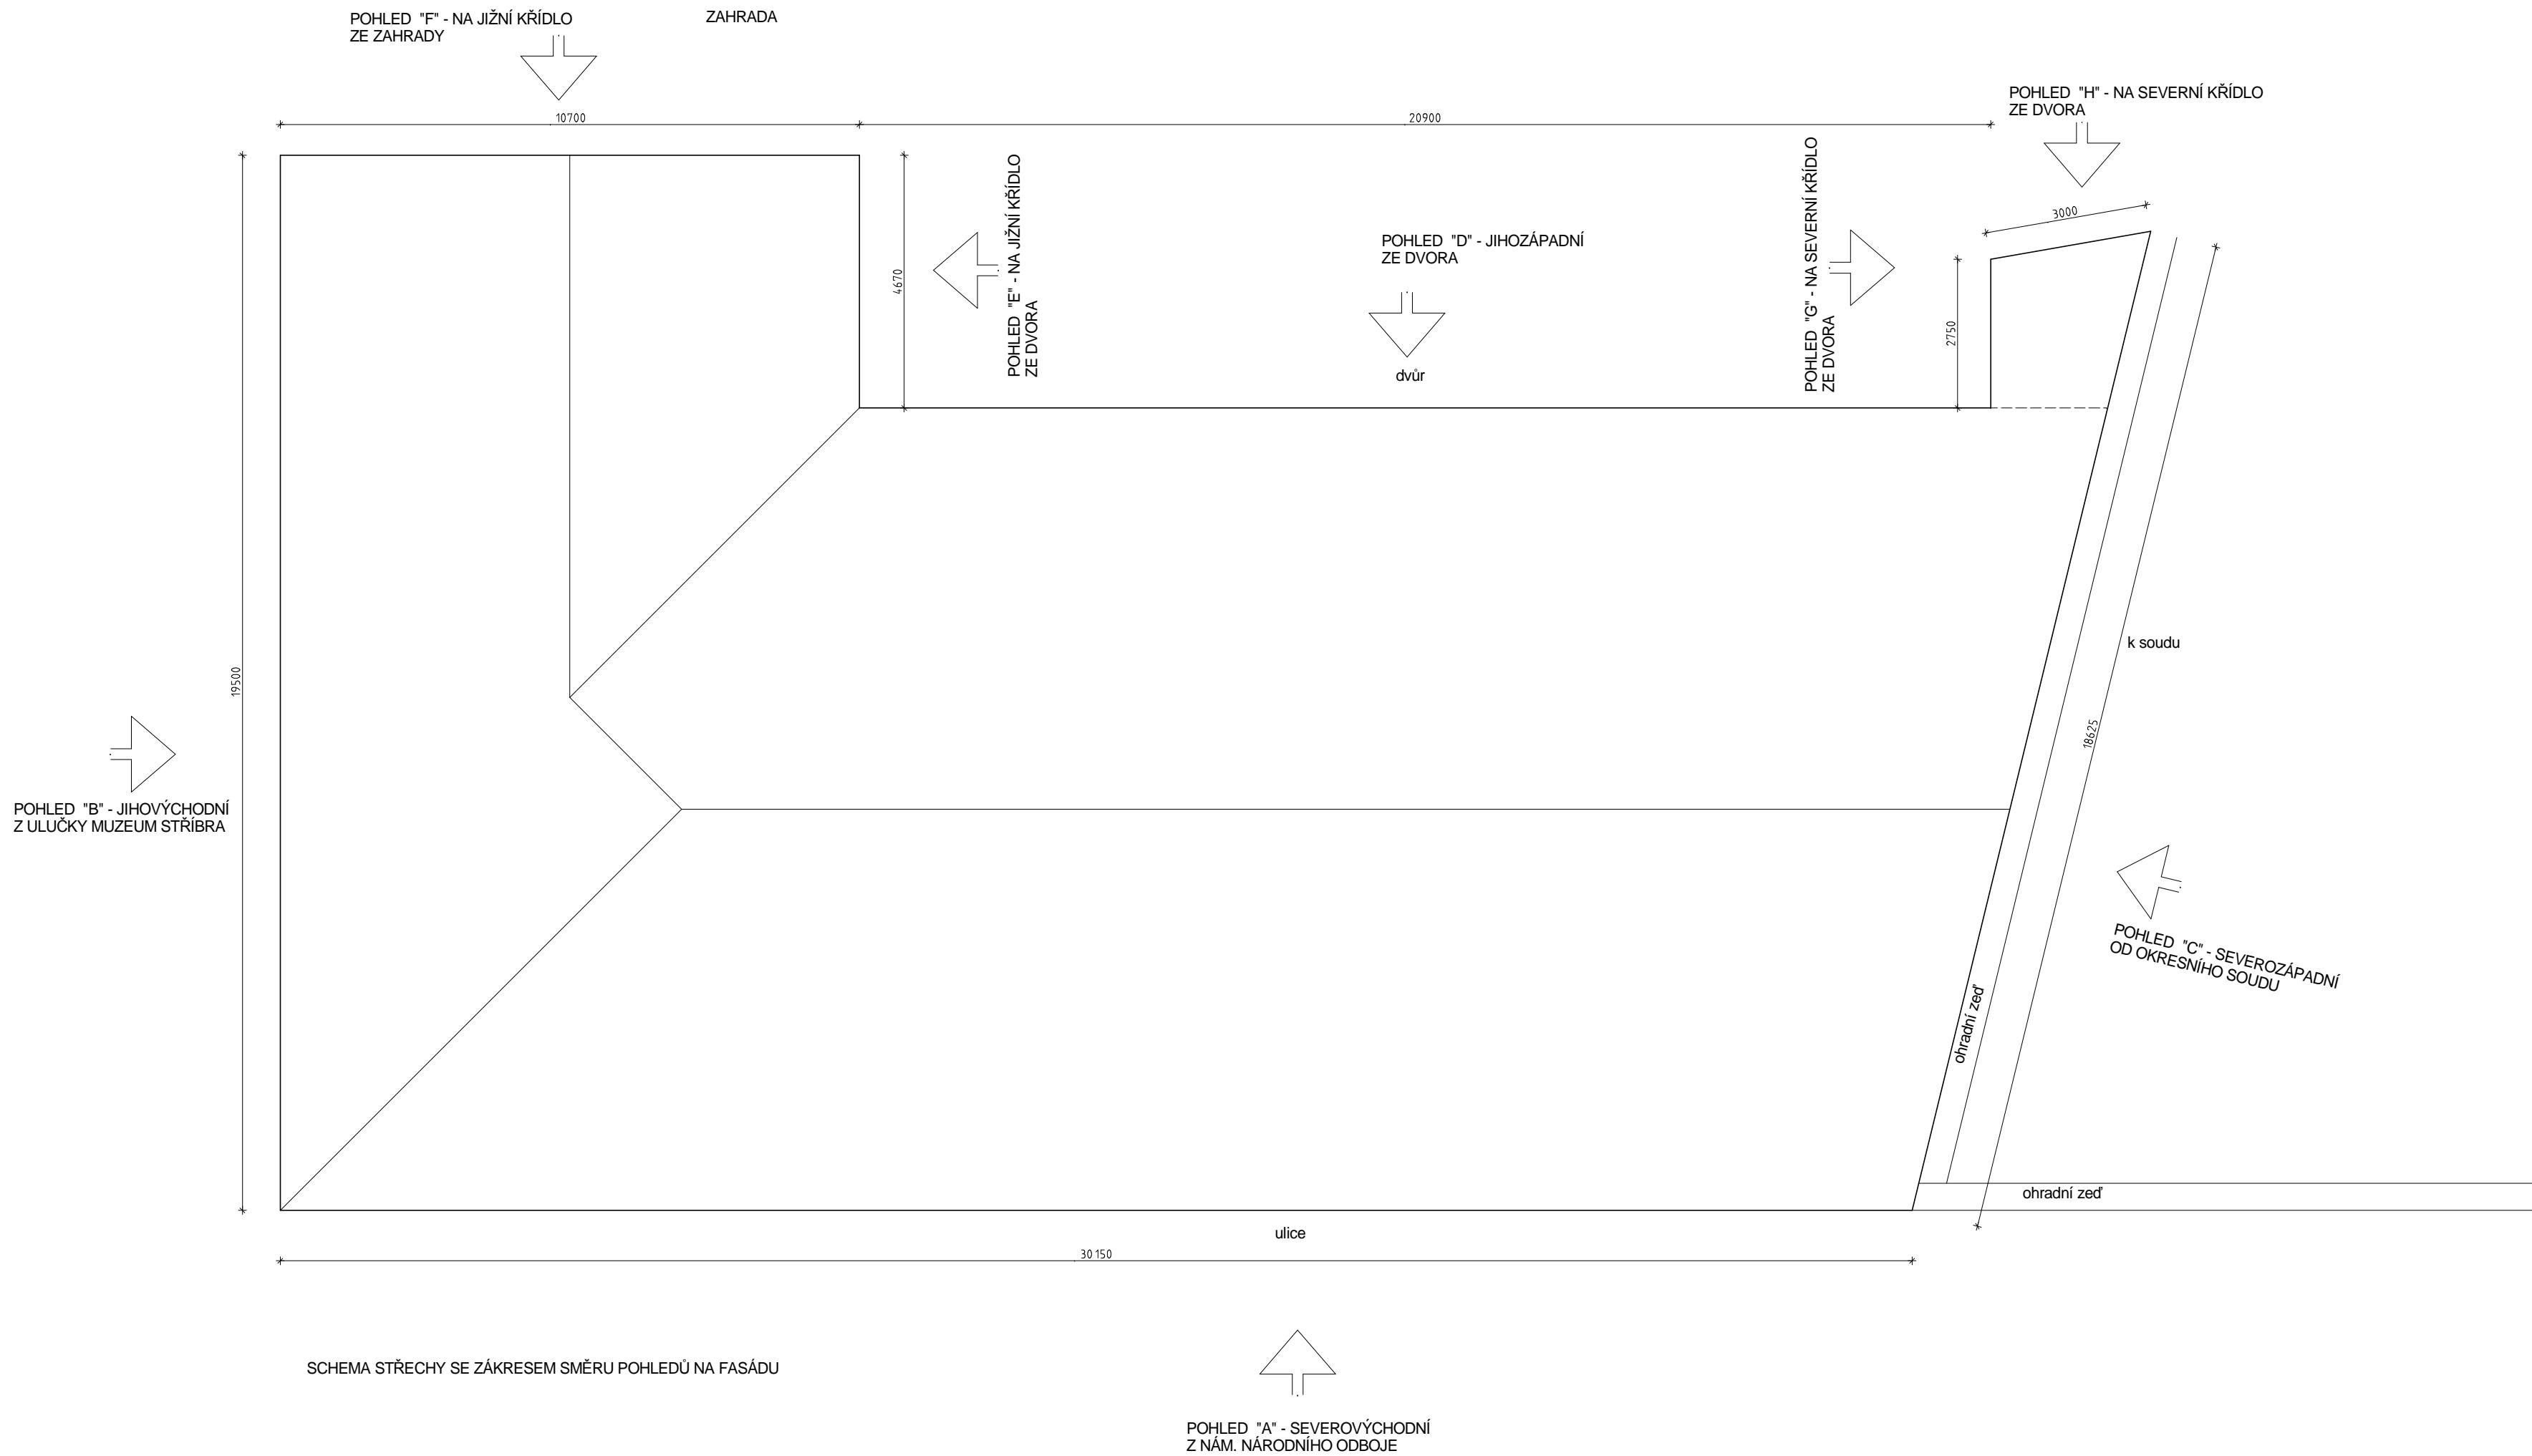 POHLED "F" - NA JIŽNÍ KŘÍDLO
ZE ZAHRADY
ZAHRADA
POHLED "H" - NA SEVERNÍ KŘÍDLO
ZE DVORA
10700
20900
3000
POHLED "E" - NA JIŽNÍ KŘÍDLO
ZE DVORA
POHLED "G" - NA SEVERNÍ KŘÍDLO
ZE DVORA
POHLED "D" - JIHOZÁPADNÍ
ZE DVORA
4670
2750
dvůr
k soudu
19500
18625
POHLED "B" - JIHOVÝCHODNÍ
Z ULUČKY MUZEUM STŘÍBRA
POHLED "C" - SEVEROZÁPADNÍ
OD OKRESNÍHO SOUDU
ohradní zeď
ohradní zeď
ulice
30150
SCHEMA STŘECHY SE ZÁKRESEM SMĚRU POHLEDŮ NA FASÁDU
POHLED "A" - SEVEROVÝCHODNÍ
Z NÁM. NÁRODNÍHO ODBOJE